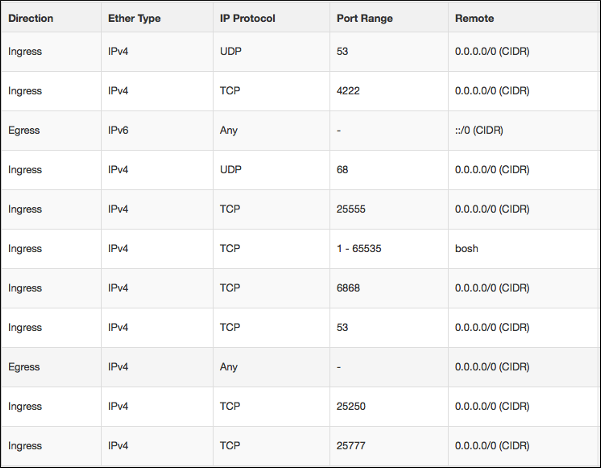 Direction Ether Type IP Protocol Port Range Remote
Ingress IPv4 UDP 53 0.0.0.0/0 (CIDR)
Ingress IPv4 TCP 4222 0.0.0.0/0 (CIDR)
Egress IPv6 Any - ::/0 (CIDR)
Ingress IPv4 UDP 68 0.0.0.0/0 (CIDR)
Ingress IPv4 TCP 25555 0.0.0.0/0 (CIDR)
Ingress IPv4 TCP 1 - 65535 bosh
Ingress IPv4 TCP 6868 0.0.0.0/0 (CIDR)
Ingress IPv4 TCP 53 0.0.0.0/0 (CIDR)
Egress IPv4 Any - 0.0.0.0/0 (CIDR)
Ingress IPv4 TCP 25250 0.0.0.0/0 (CIDR)
Ingress IPv4 TCP 25777 0.0.0.0/0 (CIDR)